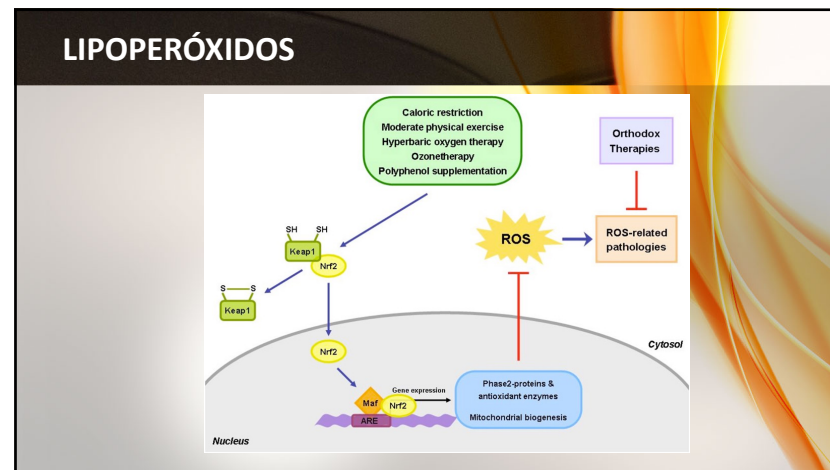 LIPOPERÓXIDOS
Caloric restriction
Moderate physical exercise
Hyperbaric oxygen therapy
Ozonetherapy
Polyphenol supplementation
Orthodox
Therapies
ROS
ROS-related
pathologies
SH SH
Keap1
Nrf2
S S
Keap1
Nrf2
Cytosol
Gene expression
Maf
Nrf2
ARE
Phase2-proteins &
antioxidant enzymes
Mitochondrial biogenesis
Nucleus